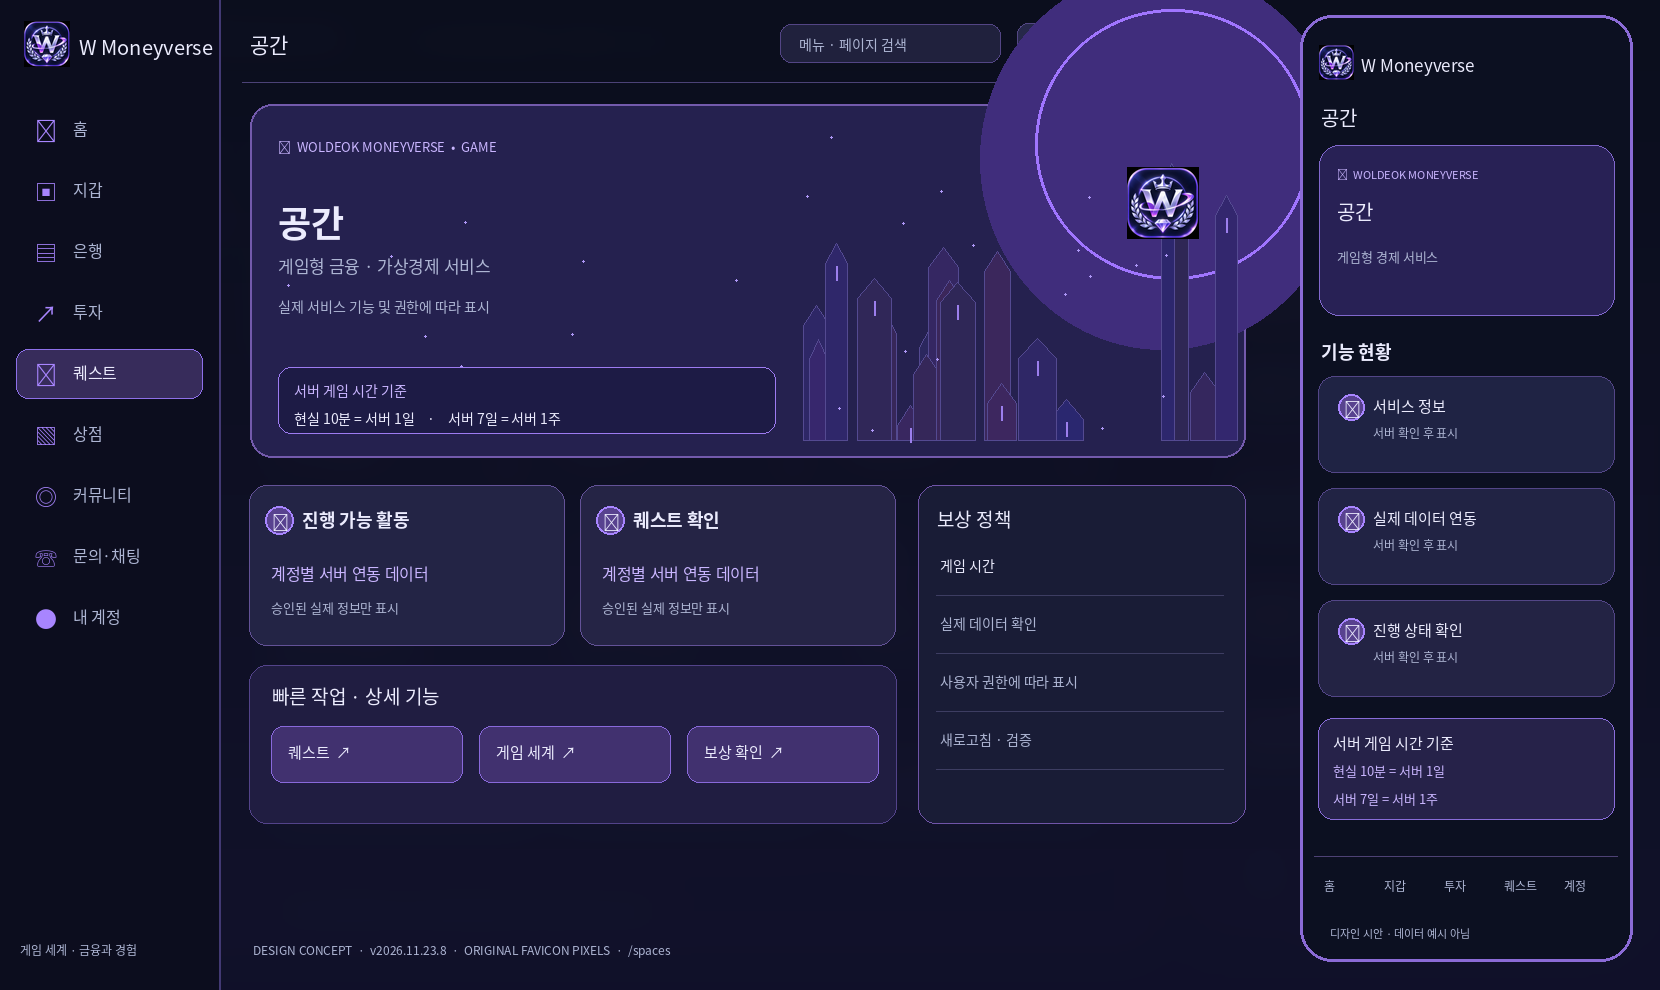 W Moneyverse
홈
지갑
은행
투자
퀘스트
상점
커뮤니티
문의·채팅
내 계정
게임 세계 · 금융과 경험
공간
메뉴 · 페이지 검색
WOLDEOK MONEYVERSE • GAME
공간
게임형 금융 · 가상경제 서비스
실제 서비스 기능 및 권한에 따라 표시
서버 게임 시간 기준
현실 10분 = 서버 1일 · 서버 7일 = 서버 1주
진행 가능 활동
계정별 서버 연동 데이터
승인된 실제 정보만 표시
퀘스트 확인
계정별 서버 연동 데이터
승인된 실제 정보만 표시
보상 정책
게임 시간
실제 데이터 확인
사용자 권한에 따라 표시
새로고침 · 검증
빠른 작업 · 상세 기능
퀘스트 ↗
게임 세계 ↗
보상 확인 ↗
DESIGN CONCEPT · v2026.11.23.8 · ORIGINAL FAVICON PIXELS · /spaces
W Moneyverse
공간
WOLDEOK MONEYVERSE
공간
게임형 경제 서비스
기능 현황
서비스 정보
서버 확인 후 표시
실제 데이터 연동
서버 확인 후 표시
진행 상태 확인
서버 확인 후 표시
서버 게임 시간 기준
현실 10분 = 서버 1일
서버 7일 = 서버 1주
홈 지갑 투자 퀘스트 계정
디자인 시안 · 데이터 예시 아님